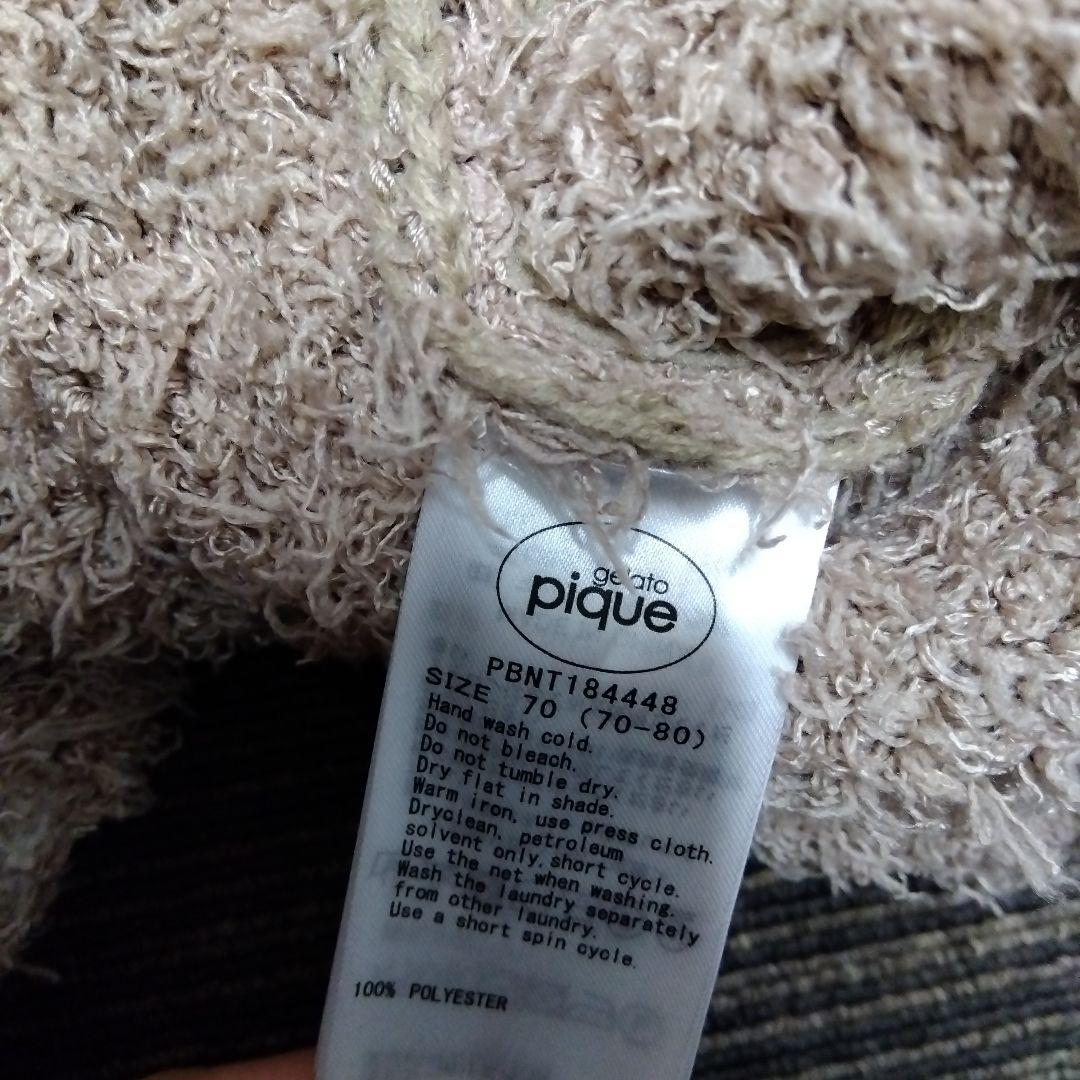 gelato
pique
PBNT184448
SIZE 70 (70-80)
Hand wash cold.
Do not bleach.
Do not tumble dry.
Dry flat in shade.
Warm iron, use press cloth.
Dryclean, petroleum
solvent only, short cycle.
Use the net when washing.
Wash the laundry separately
from other laundry.
Use a short spin cycle.
100% POLYESTER